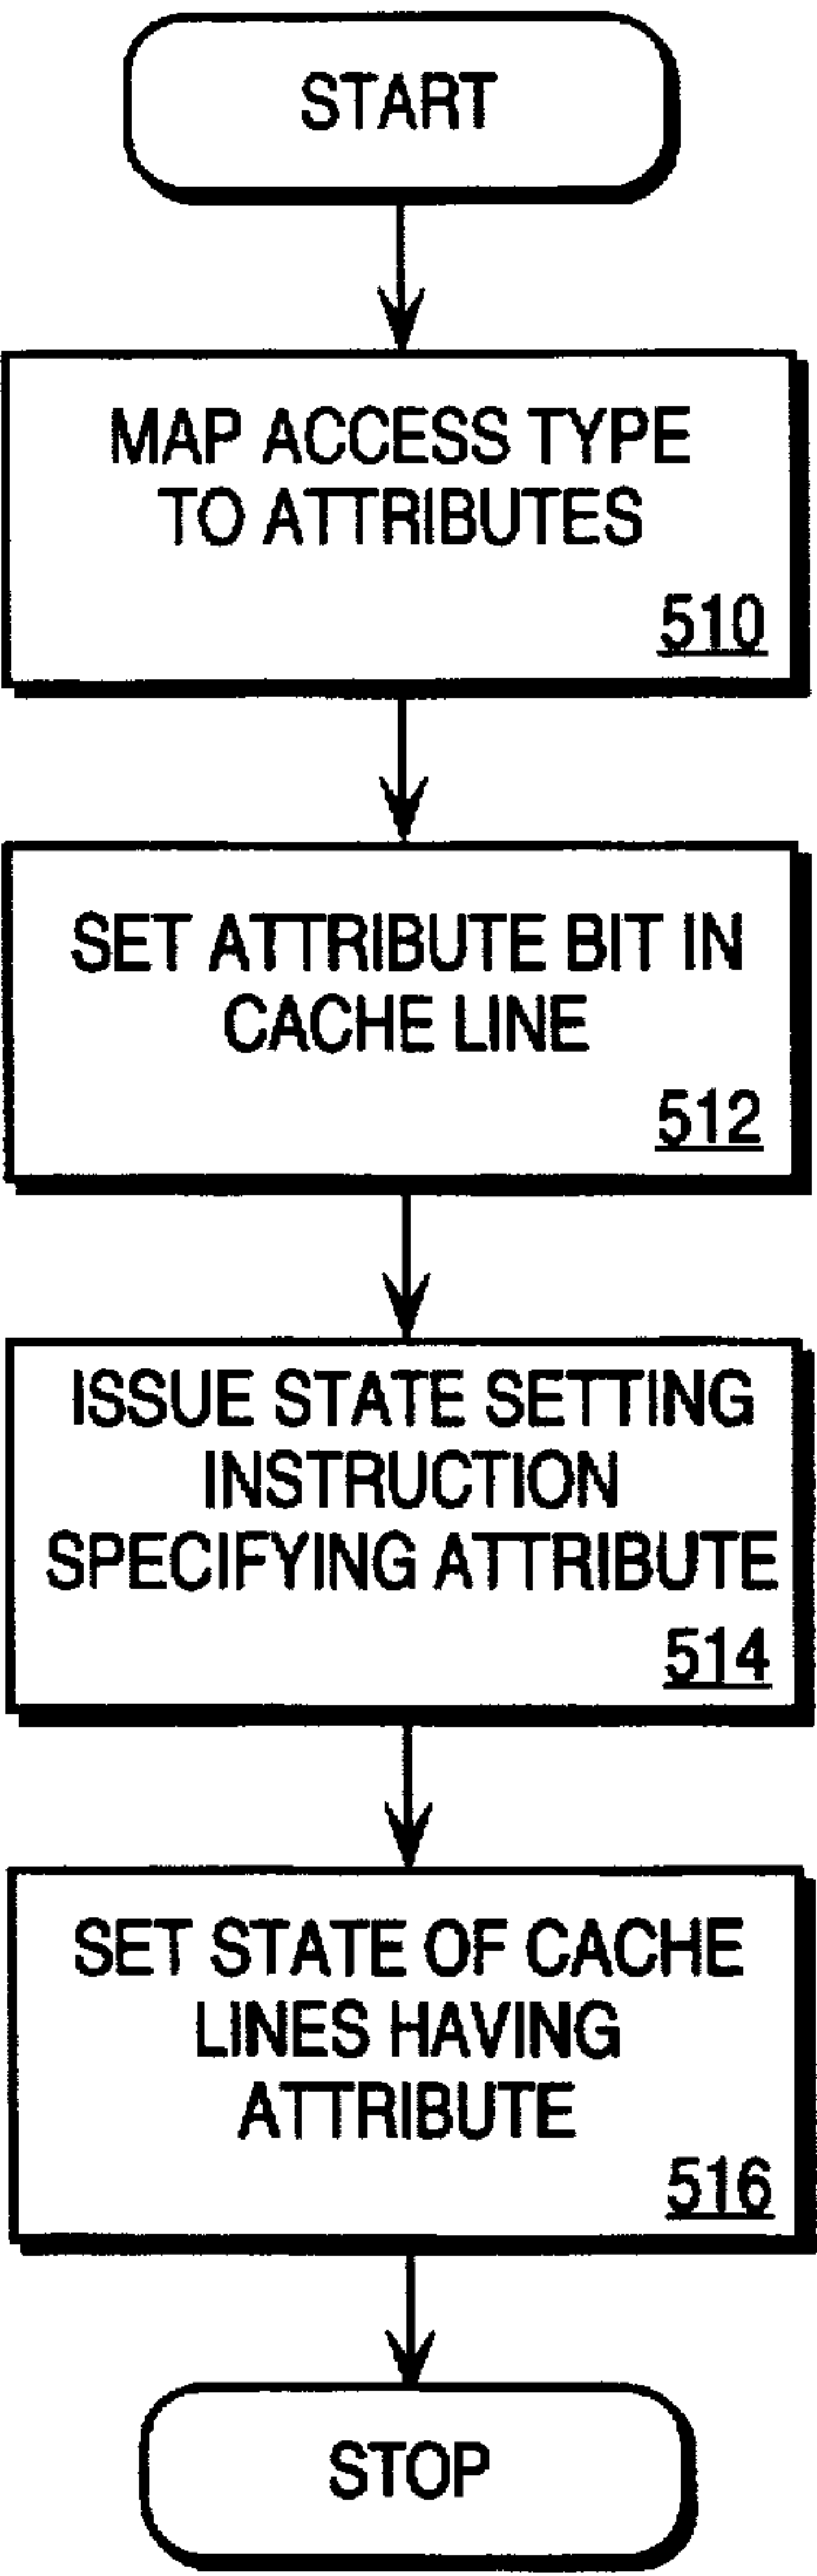 START
MAP ACCESS TYPE
TO ATTRIBUTES
510
SET ATTRIBUTE BIT IN
CACHE LINE
512
ISSUE STATE SETTING
INSTRUCTION
SPECIFYING ATTRIBUTE
514
SET STATE OF CACHE
LINES HAVING
ATTRIBUTE
516
STOP